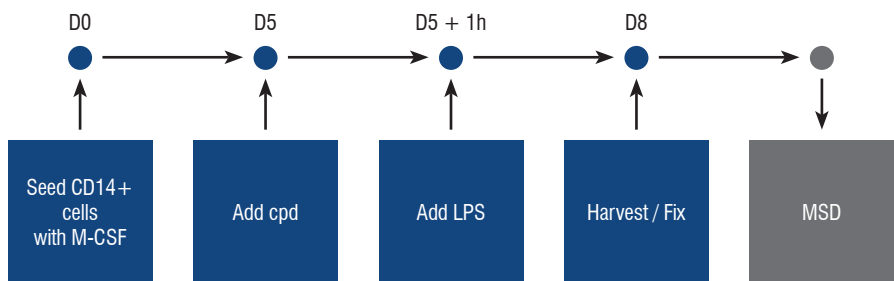 D0
D5
D5 + 1h
D8
Seed CD14+
cells
with M-CSF
Add cpd
Add LPS
Harvest / Fix
MSD